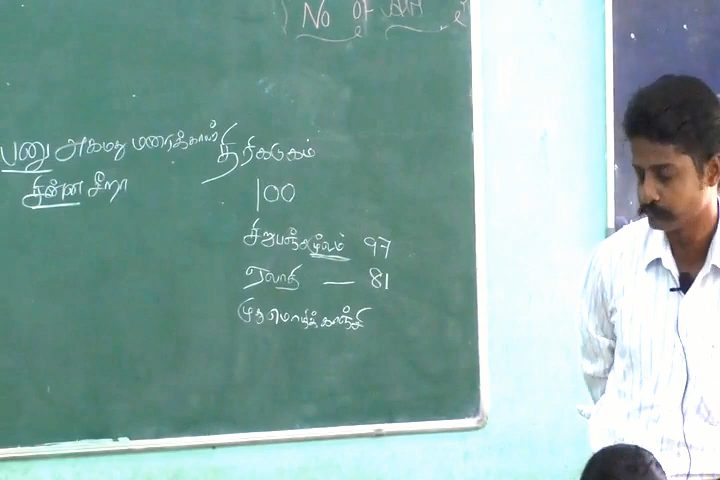 No of
பனு அகமது மரைக்காயர்
சின்ன சீறா
திரிகடுகம்
100
சிறுபஞ்சமூலம் 97
ஏலாதி — 81
முதுமொழிக் காஞ்சி